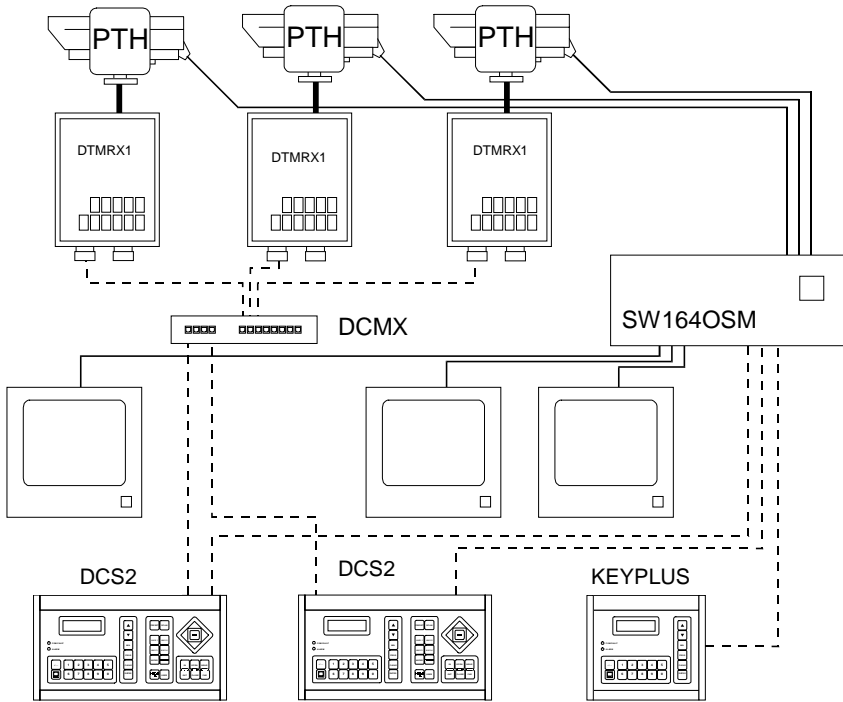 PTH
PTH
PTH
DTMRX1
DTMRX1
DTMRX1
DCMX
SW164OSM
DCS2
DCS2
KEYPLUS